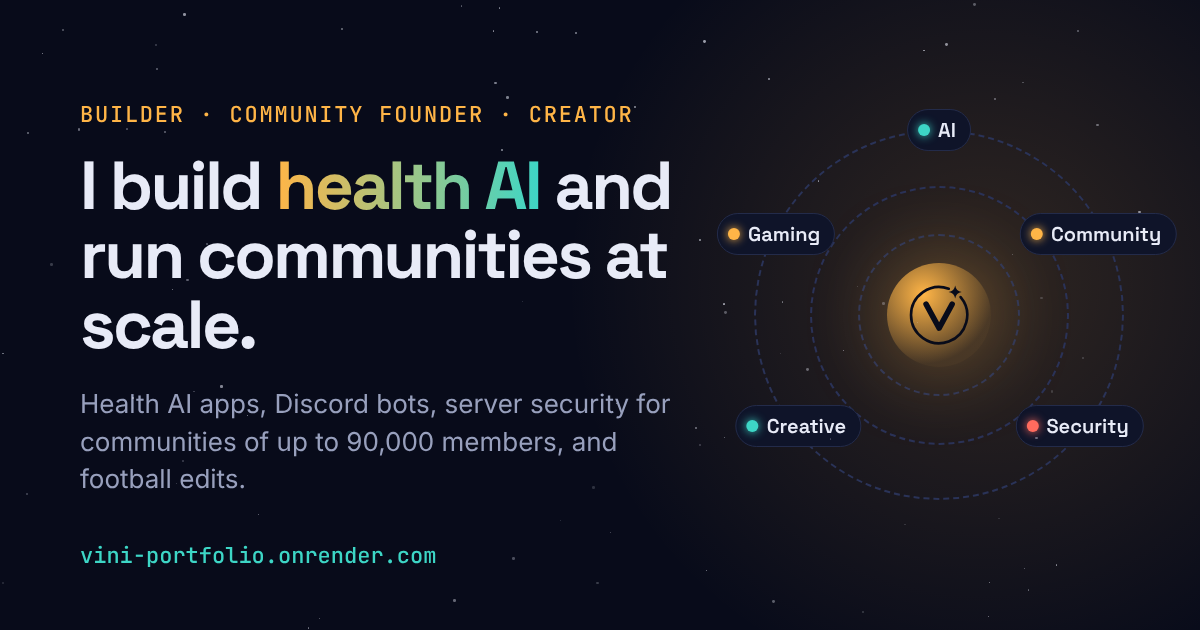 BUILDER · COMMUNITY FOUNDER · CREATOR
I build health AI and
run communities at
scale.
Health AI apps, Discord bots, server security for
communities of up to 90,000 members, and
football edits.
vini-portfolio.onrender.com
AI
Gaming
Community
V
Creative
Security